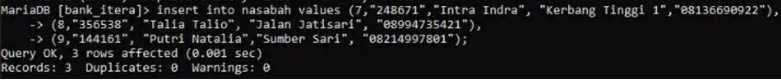 MariaDB [bank_itera]> insert into nasabah values (7,"248671","Intra Indra", "Kerbang Tinggi 1","08136690922"),
-> (8,"356538", "Talia Talio","Jalan Jatisari", "08994735421"),
-> (9,"144161", "Putri Natalia","Sumber Sari", "08214997801");
Query OK, 3 rows affected (0.001 sec)
Records: 3 Duplicates: 0 Warnings: 0